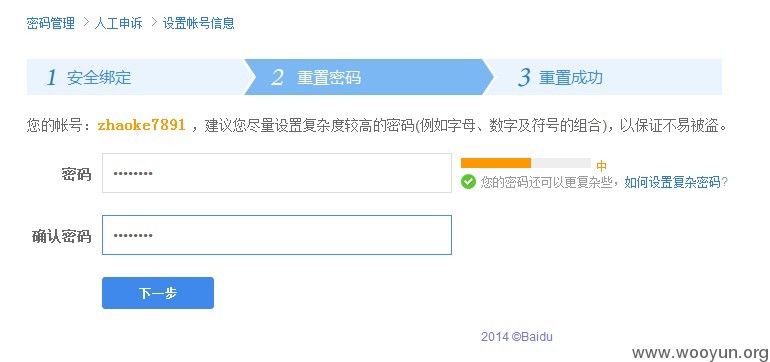 密码管理 > 人工申诉 > 设置帐号信息
1 安全绑定 2 重置密码 3 重置成功
您的帐号：zhaoke7891 ，建议您尽量设置复杂度较高的密码(例如字母、数字及符号的组合)，以保证不易被盗。
密码 •••••••• 中
您的密码还可以更复杂些，如何设置复杂密码?
确认密码 ••••••••
下一步
2014 ©Baidu
www.wooyun.org